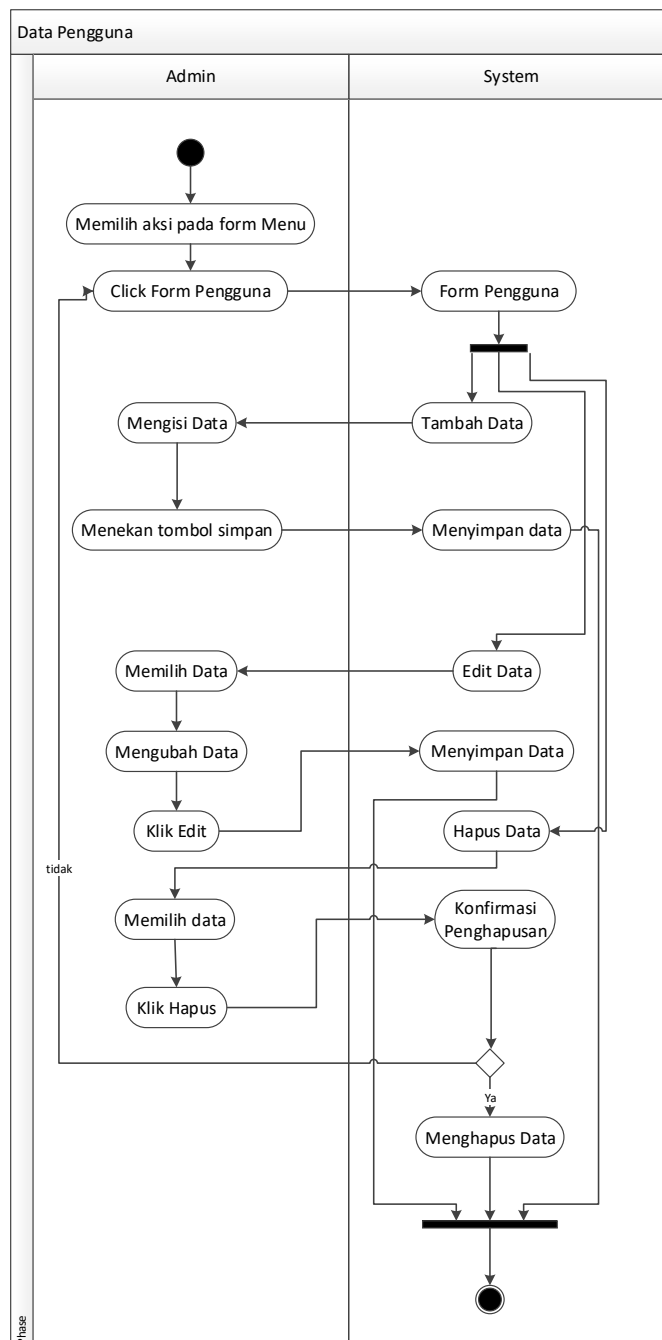 Data Pengguna
Admin
System
Memilih aksi pada form Menu
Click Form Pengguna
Form Pengguna
Mengisi Data
Tambah Data
Menekan tombol simpan
Menyimpan data
Memilih Data
Edit Data
Mengubah Data
Menyimpan Data
Klik Edit
Hapus Data
tidak
Memilih data
Konfirmasi
Penghapusan
Klik Hapus
Ya
Menghapus Data
Phase